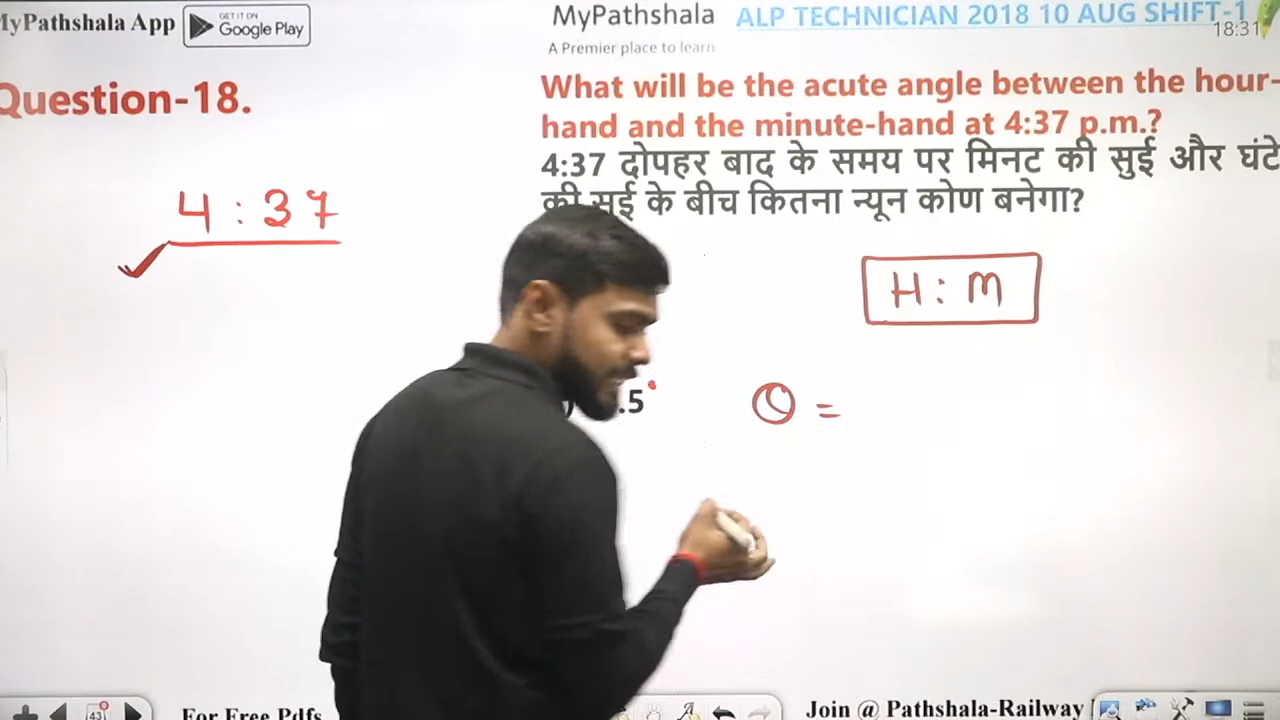 MyPathshala App
GET IT ON
Google Play
MyPathshala
A Premier place to learn
ALP TECHNICIAN 2018 10 AUG SHIFT-1
18:31
Question-18.
What will be the acute angle between the hour-
hand and the minute-hand at 4:37 p.m.?
4:37 दोपहर बाद के समय पर मिनट की सुई और घंटे
की सुई के बीच कितना न्यून कोण बनेगा?
4 : 37
H : M
.5°
θ =
43
For Free Pdfs
Join @ Pathshala-Railway